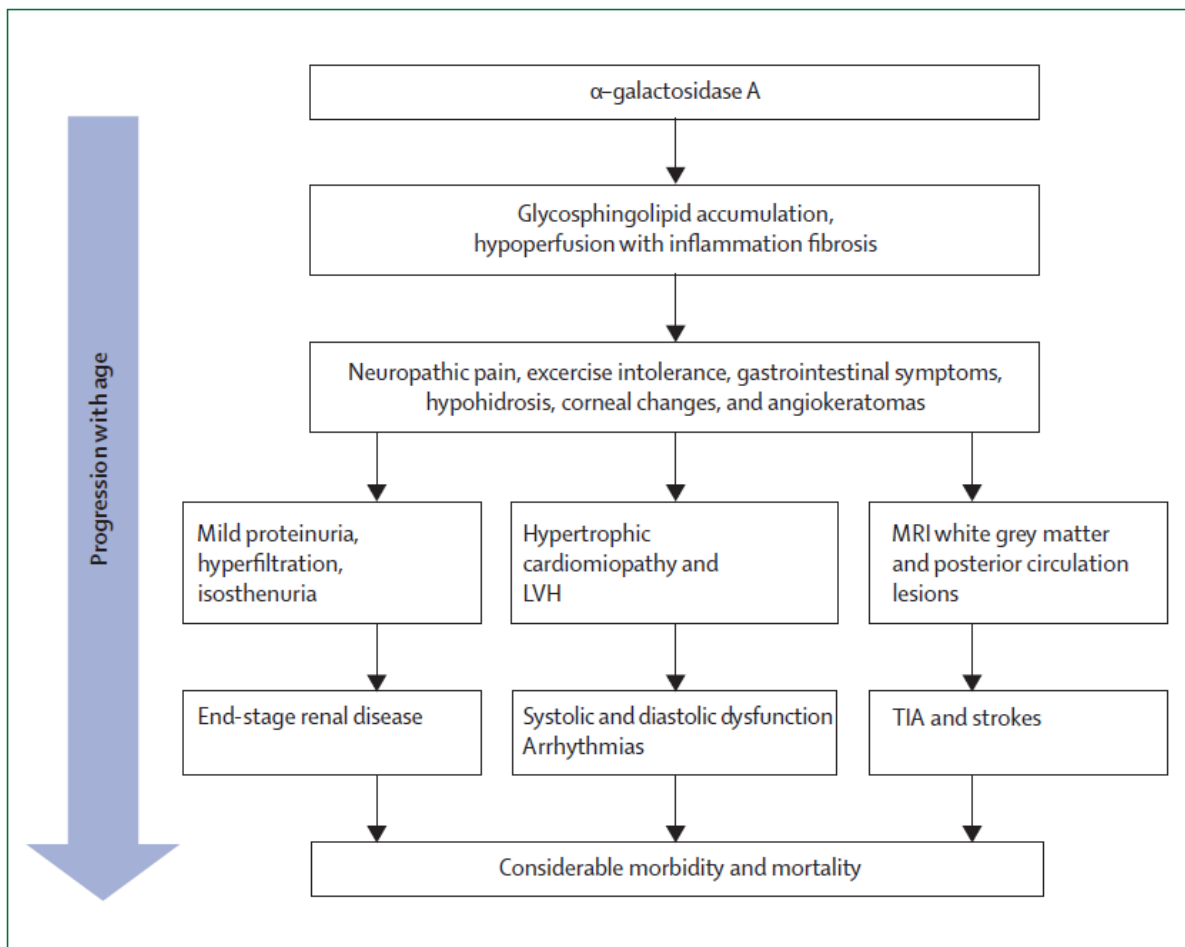 α-galactosidase A
Glycosphingolipid accumulation,
hypoperfusion with inflammation fibrosis
Neuropathic pain, excercise intolerance, gastrointestinal symptoms,
hypohidrosis, corneal changes, and angiokeratomas
Mild proteinuria,
hyperfiltration,
isosthenuria
Hypertrophic
cardiomiopathy and
LVH
MRI white grey matter
and posterior circulation
lesions
End-stage renal disease
Systolic and diastolic dysfunction
Arrhythmias
TIA and strokes
Considerable morbidity and mortality
Progression with age